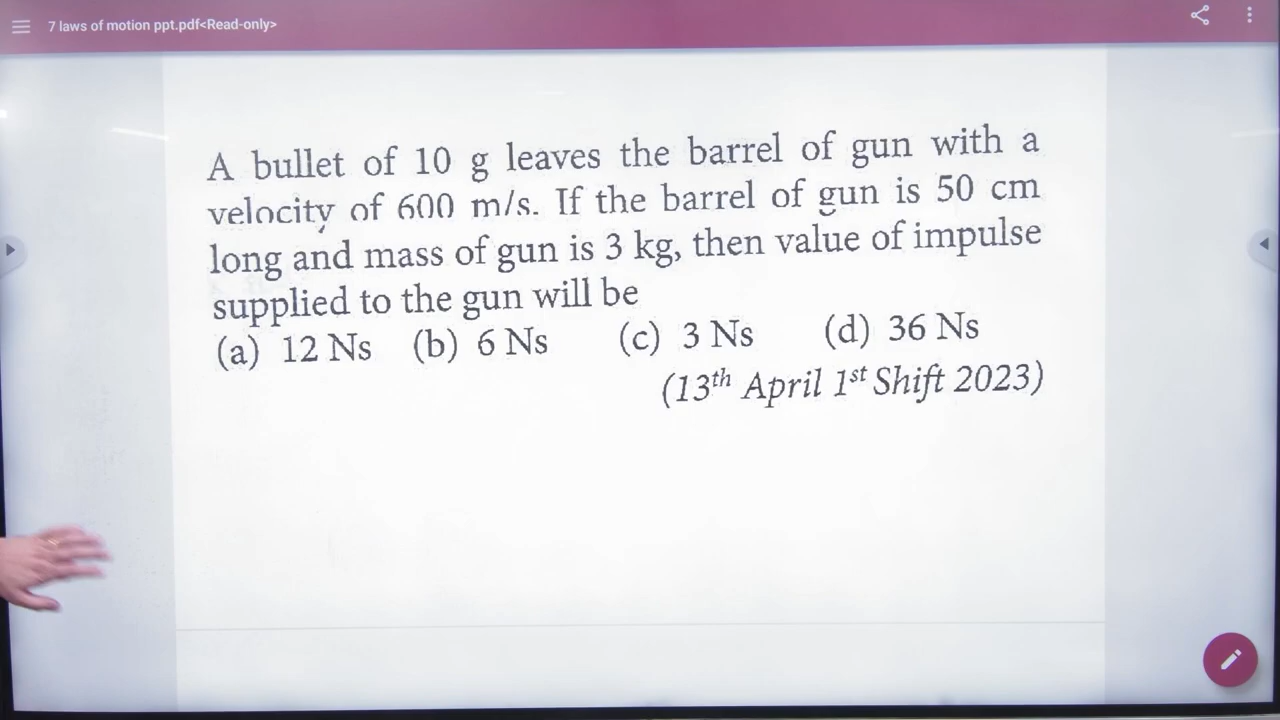 7 laws of motion ppt.pdf<Read-only>
A bullet of 10 g leaves the barrel of gun with a
velocity of 600 m/s. If the barrel of gun is 50 cm
long and mass of gun is 3 kg, then value of impulse
supplied to the gun will be
(a) 12 Ns (b) 6 Ns (c) 3 Ns (d) 36 Ns
(13th April 1st Shift 2023)